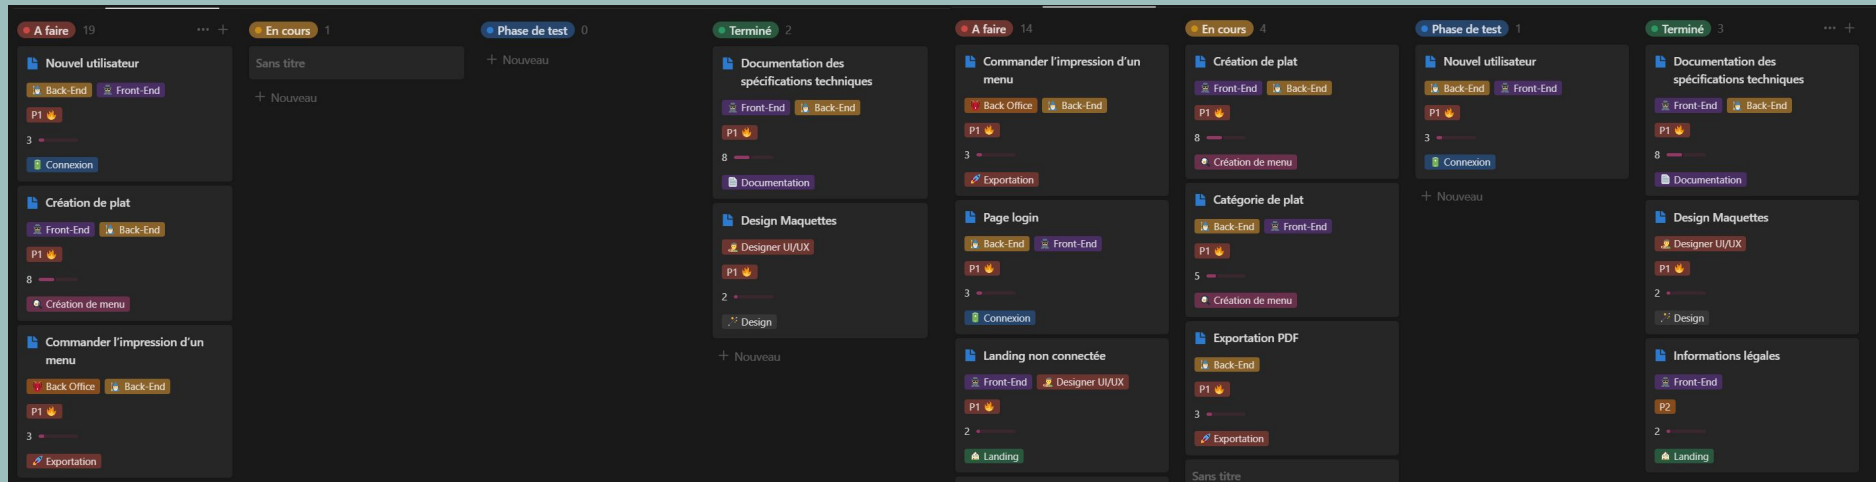 A faire 19
Nouvel utilisateur
Back-End Front-End
P1
3
Connexion
Création de plat
Front-End Back-End
P1
8
Création de menu
Commander l'impression d'un
menu
Back Office Back-End
P1
3
Exportation
En cours 1
Sans titre
+ Nouveau
Phase de test 0
+ Nouveau
Terminé 2
Documentation des
spécifications techniques
Front-End Back-End
P1
8
Documentation
Design Maquettes
Designer UI/UX
P1
2
Design
+ Nouveau
A faire 14
Commander l'impression d'un
menu
Back Office Back-End
P1
3
Exportation
Page login
Back-End Front-End
P1
3
Connexion
Landing non connectée
Front-End Designer UI/UX
P1
2
Landing
En cours 4
Création de plat
Front-End Back-End
P1
8
Création de menu
Catégorie de plat
Back-End Front-End
P1
5
Création de menu
Exportation PDF
Back-End
P1
3
Exportation
Sans titre
Phase de test 1
Nouvel utilisateur
Back-End Front-End
P1
3
Connexion
+ Nouveau
Terminé 3
Documentation des
spécifications techniques
Front-End Back-End
P1
8
Documentation
Design Maquettes
Designer UI/UX
P1
2
Design
Informations légales
Front-End
P2
2
Landing